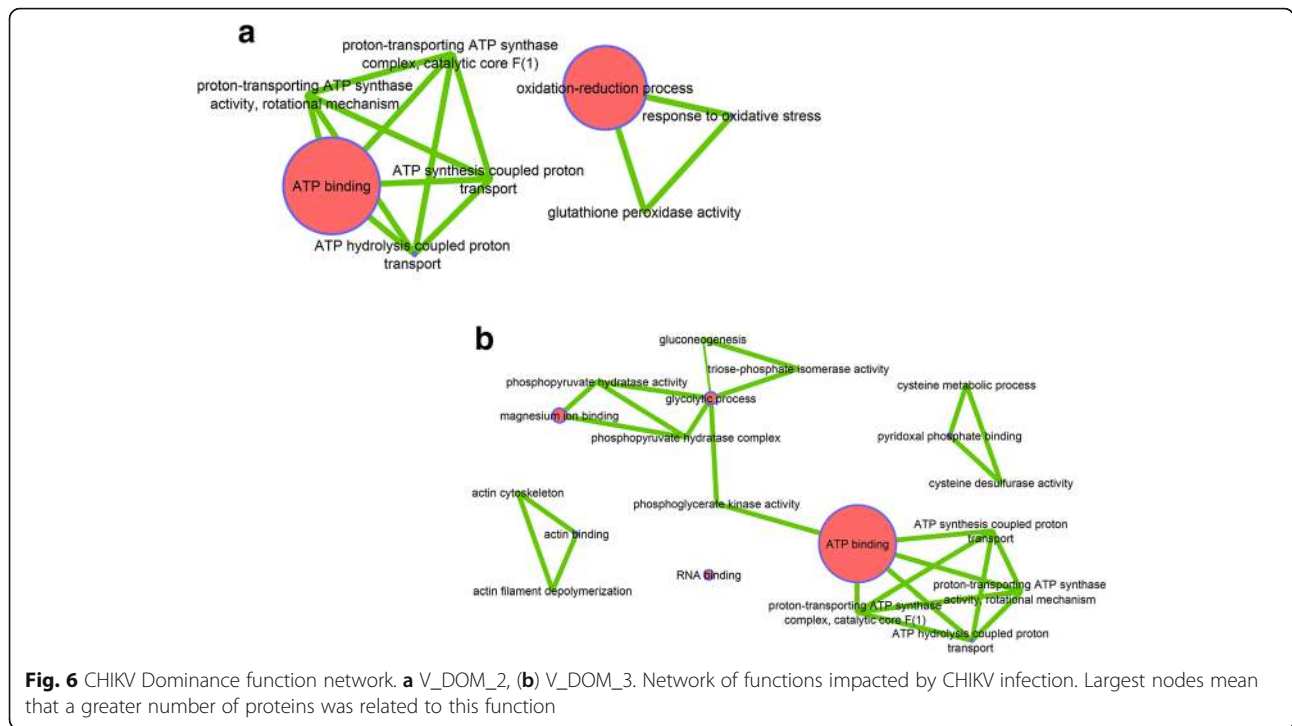 a
proton-transporting ATP synthase
complex, catalytic core F(1)
proton-transporting ATP synthase
activity, rotational mechanism
ATP binding
ATP synthesis coupled proton
transport
ATP hydrolysis coupled proton
transport
oxidation-reduction process
response to oxidative stress
glutathione peroxidase activity
b
gluconeogenesis
triose-phosphate isomerase activity
phosphopyruvate hydratase activity
glycolytic process
magnesium ion binding
phosphopyruvate hydratase complex
cysteine metabolic process
pyridoxal phosphate binding
cysteine desulfurase activity
actin cytoskeleton
actin binding
actin filament depolymerization
phosphoglycerate kinase activity
RNA binding
ATP binding
ATP synthesis coupled proton
transport
proton-transporting ATP synthase
activity, rotational mechanism
proton-transporting ATP synthase
complex, catalytic core F(1)
ATP hydrolysis coupled proton
transport
Fig. 6 CHIKV Dominance function network. a V_DOM_2, (b) V_DOM_3. Network of functions impacted by CHIKV infection. Largest nodes mean
that a greater number of proteins was related to this function